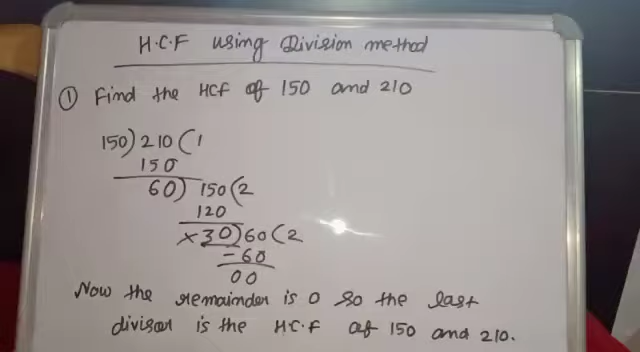 H.C.F using Division method
① Find the HCF of 150 and 210
150) 210 (1
150
60) 150 (2
120
×30) 60 (2
-60
00
Now the remainder is 0 so the last
divisor is the H.C.F of 150 and 210.